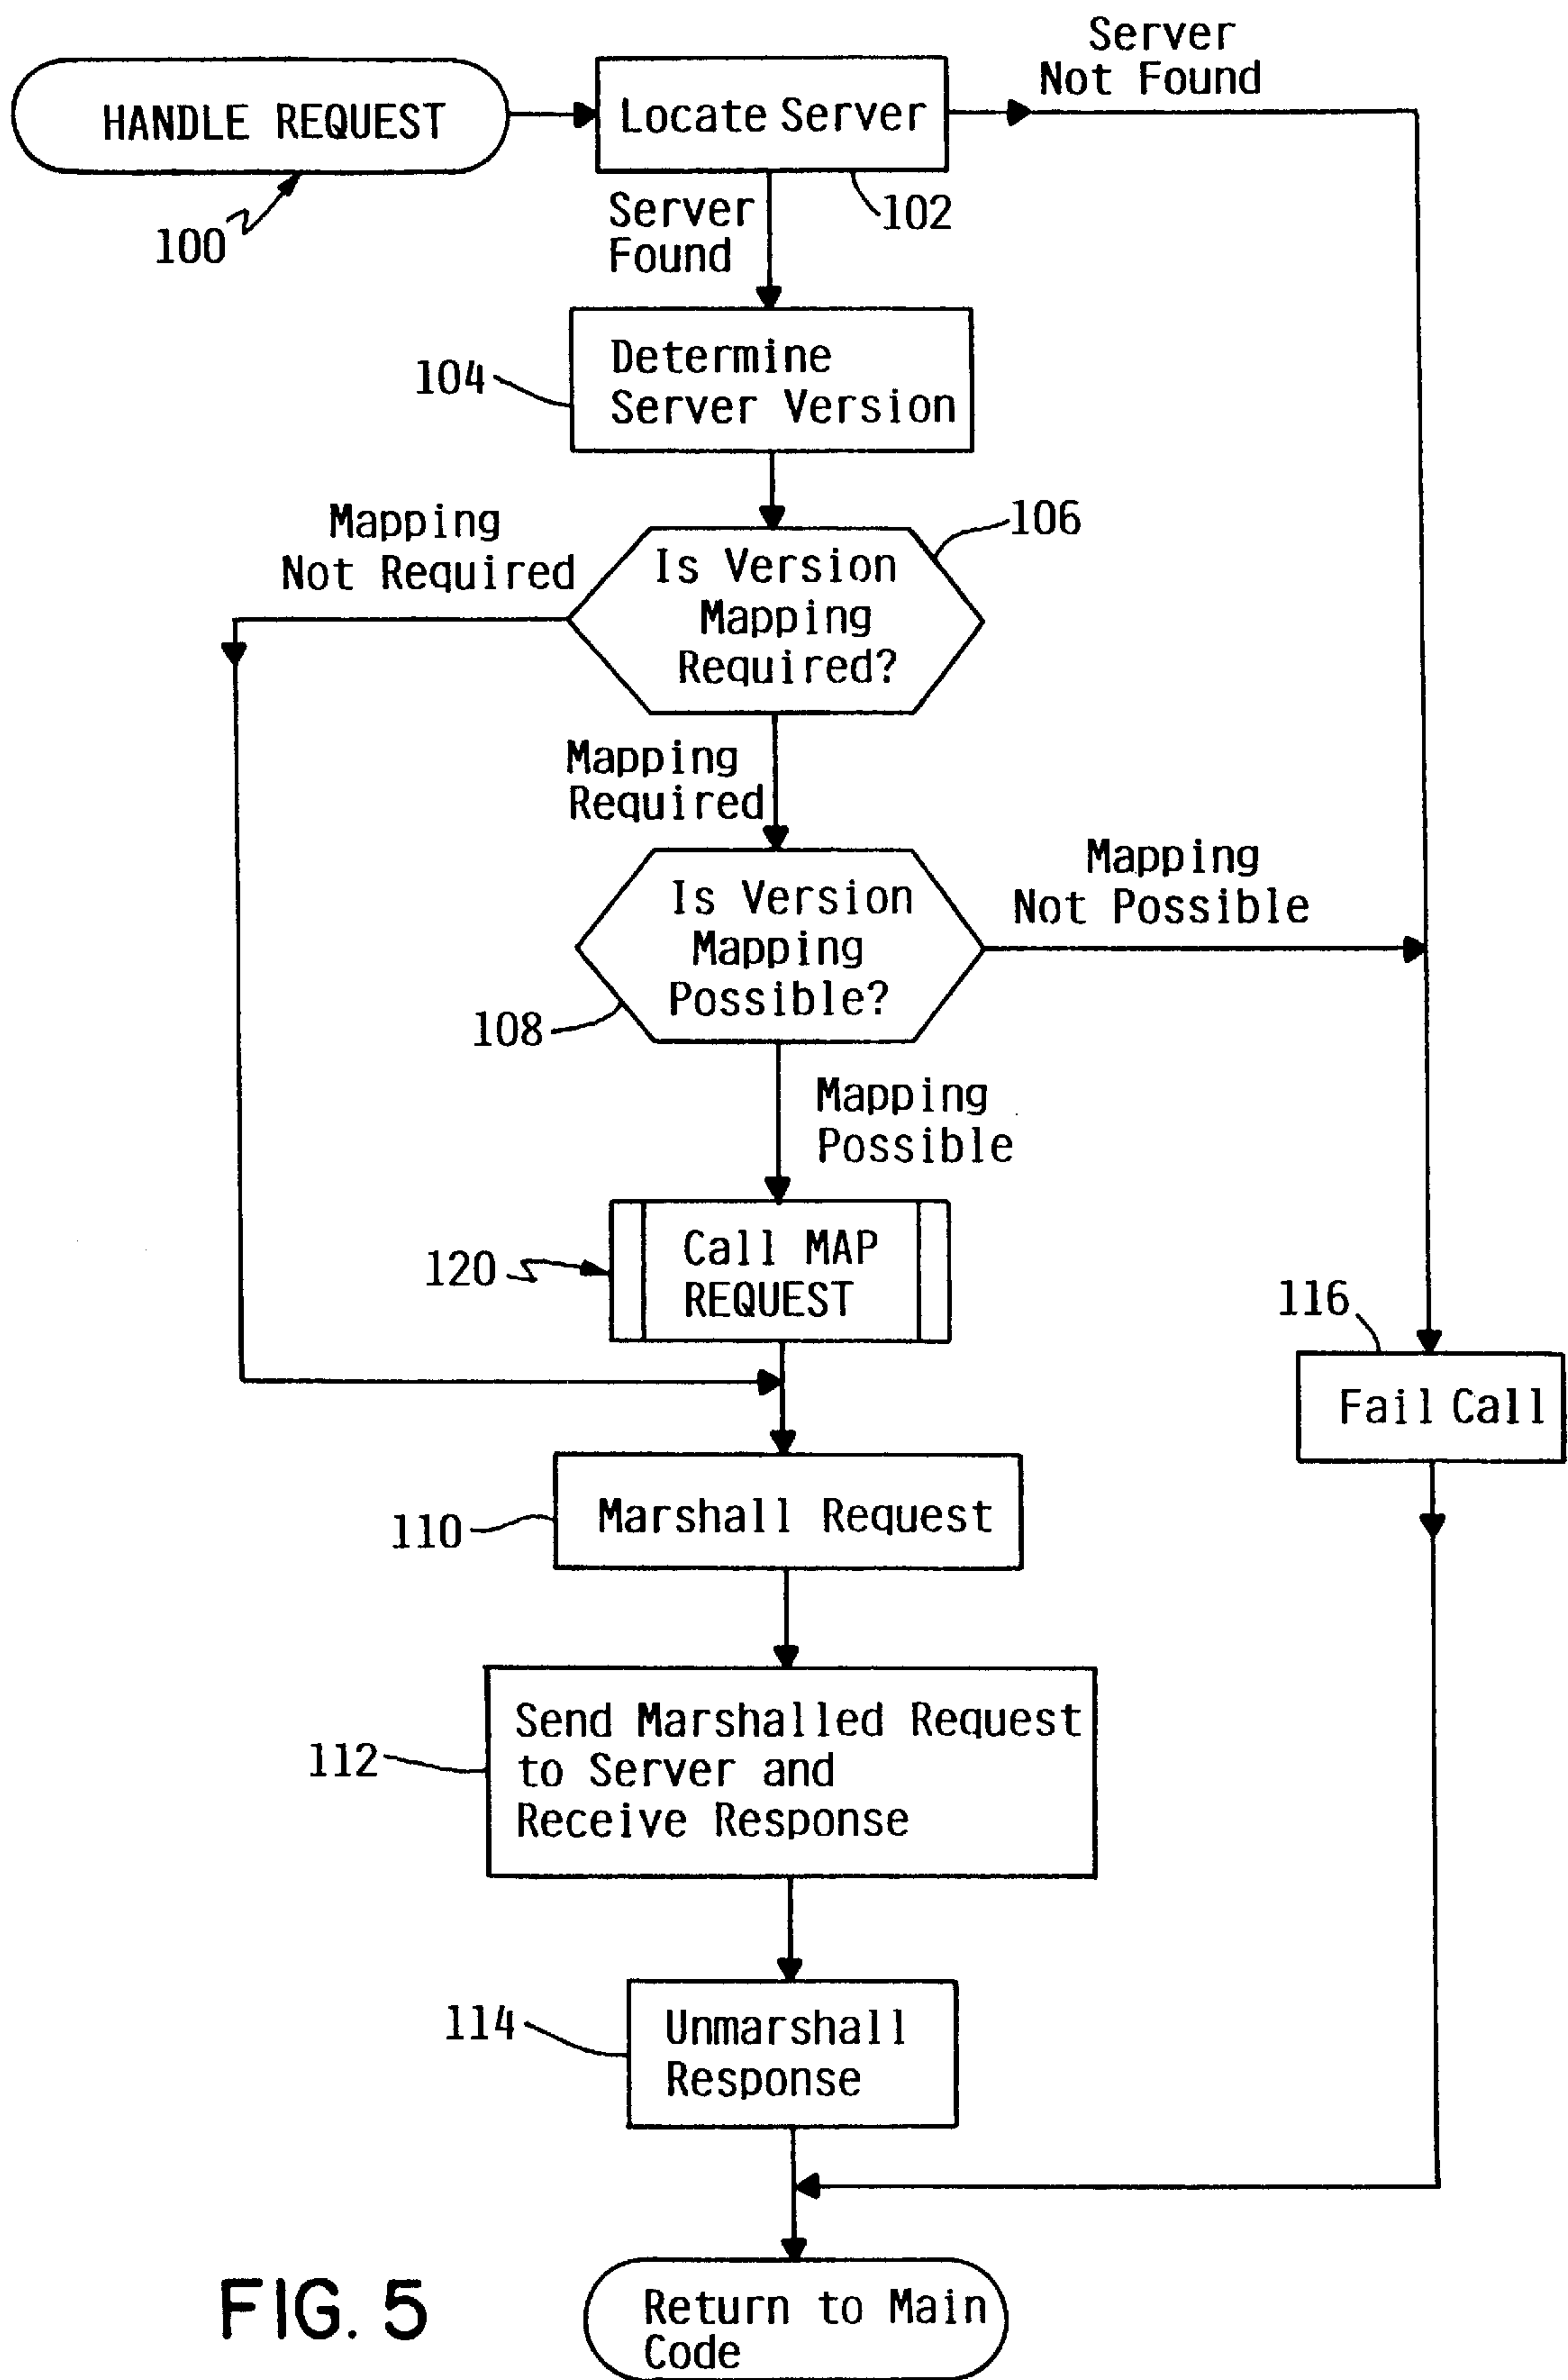 HANDLE REQUEST
100
Locate Server
102
Server
Not Found
Server
Found
Determine
Server Version
104
Is Version
Mapping
Required?
106
Mapping
Not Required
Mapping
Required
Is Version
Mapping
Possible?
108
Mapping
Not Possible
Mapping
Possible
Call MAP
REQUEST
120
116
Fail Call
Marshall Request
110
Send Marshalled Request
to Server and
Receive Response
112
Unmarshall
Response
114
Return to Main
Code
FIG. 5